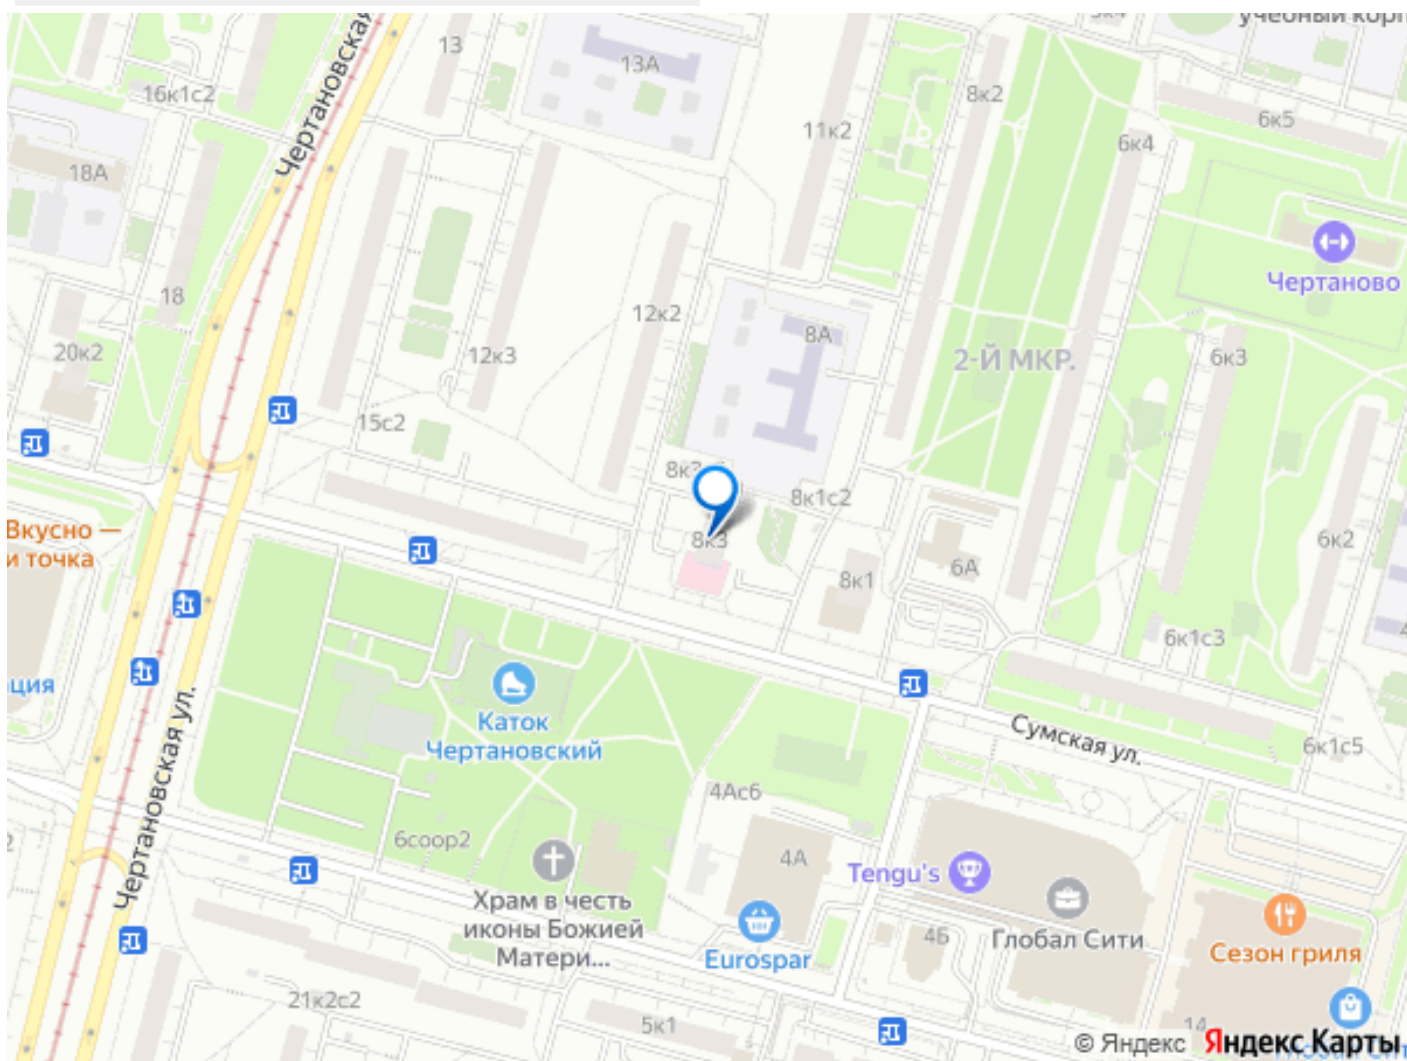 Чертановская
13
13А
8к4
учебный корп
16к1с2
11к2
8к2
6к5
6к4
18А
Чертаново
18
12к2
8А
20к2
12к3
2-Й МКР.
6к3
15с2
8к1с2
Вкусно —
и точка
8к3
6А
8к1
6к2
6к1с3
ция
Каток
Чертановский
Сумская ул.
6к1с5
Чертановская ул.
4Ас6
6соор2
4А
Tengu's
Храм в честь
иконы Божией
Матери...
Eurospar
4Б
Глобал Сити
Сезон гриля
21к2с2
5к1
14
© Яндекс Яндекс Карты